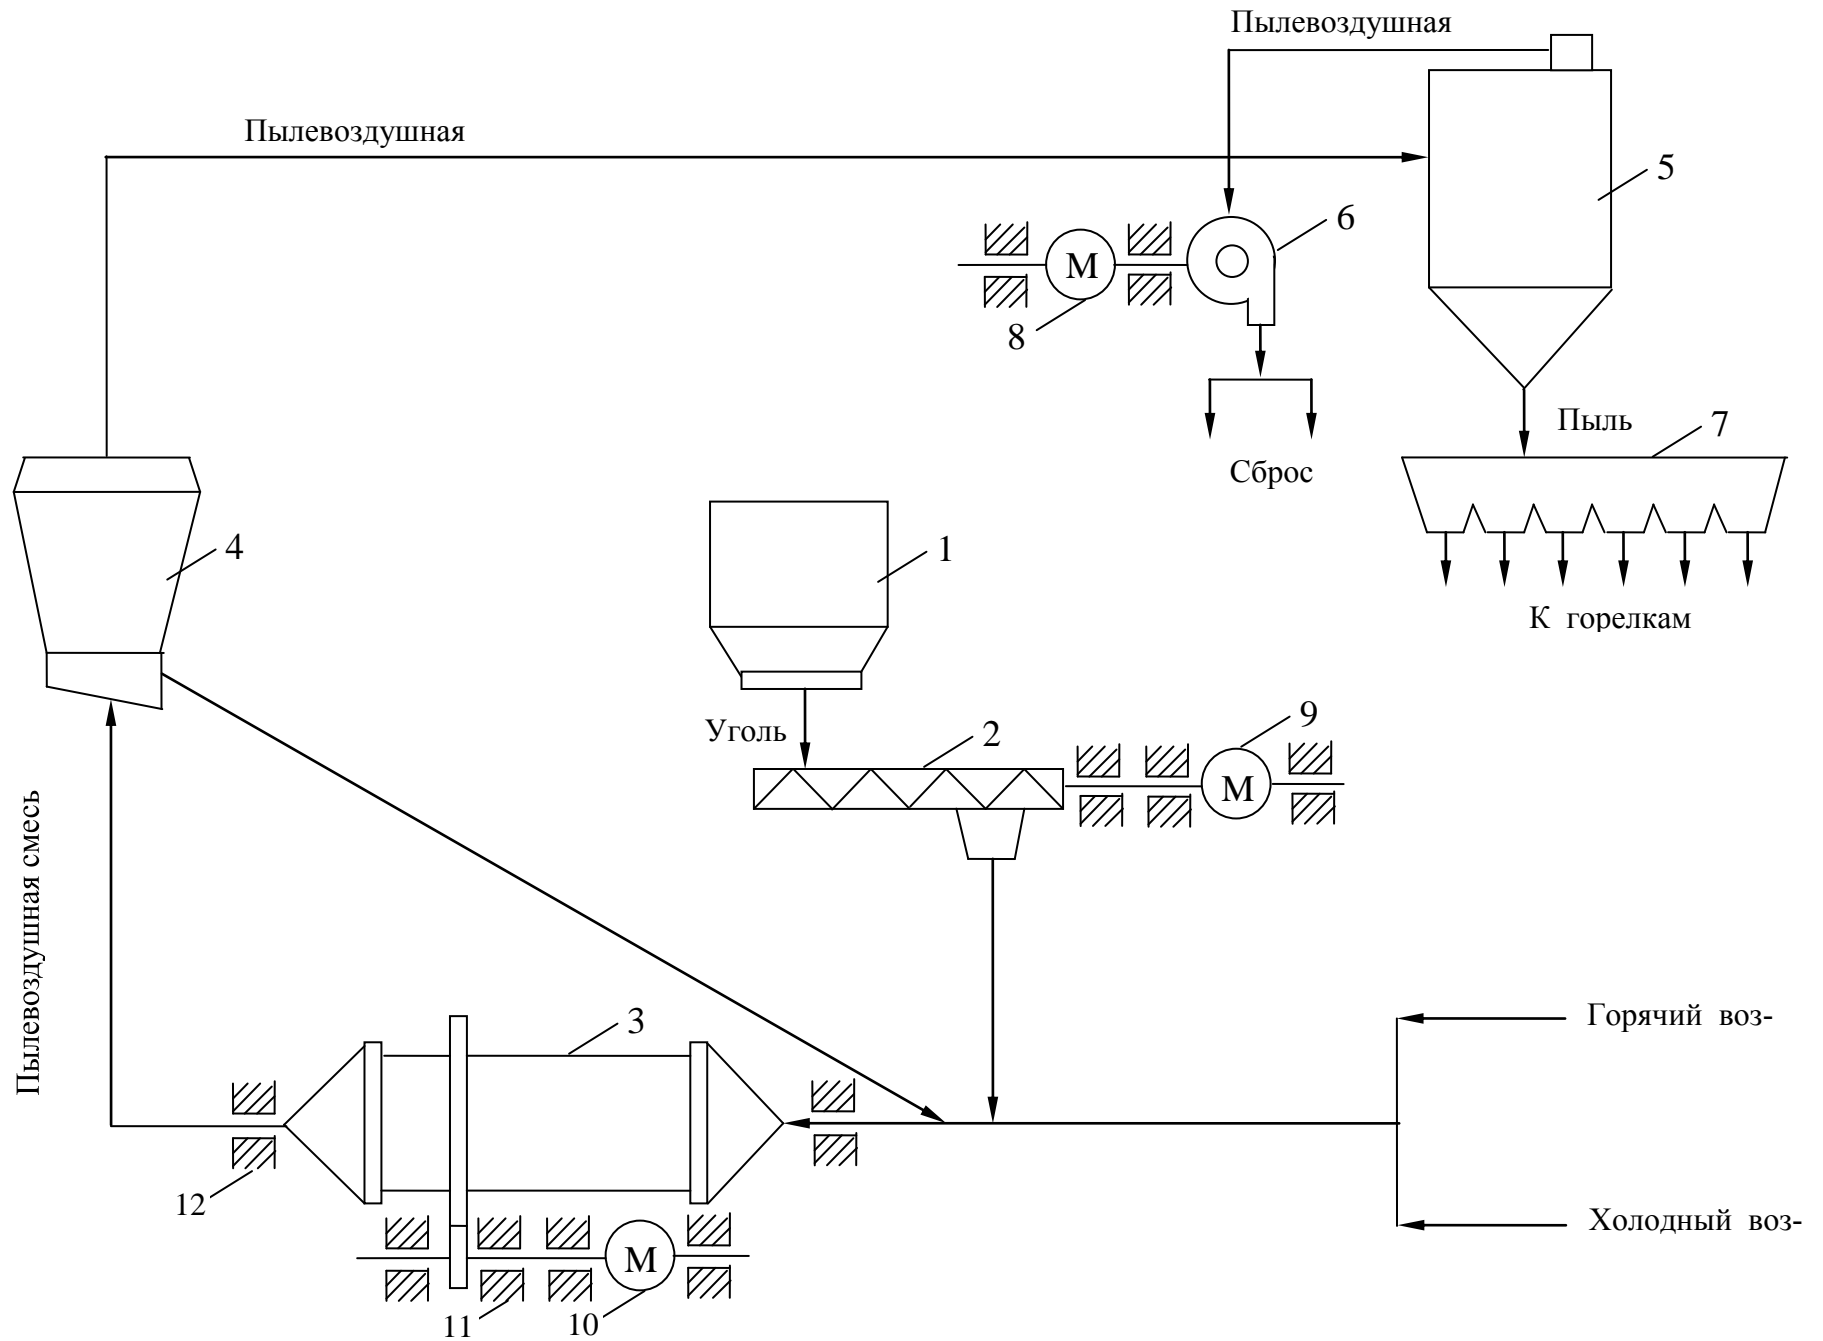 Пылевоздушная
Пылевоздушная
5
6
М
8
Пыль
7
Сброс
4
1
К горелкам
Уголь
2
9
М
Пылевоздушная смесь
3
Горячий воз-
12
Холодный воз-
М
11
10